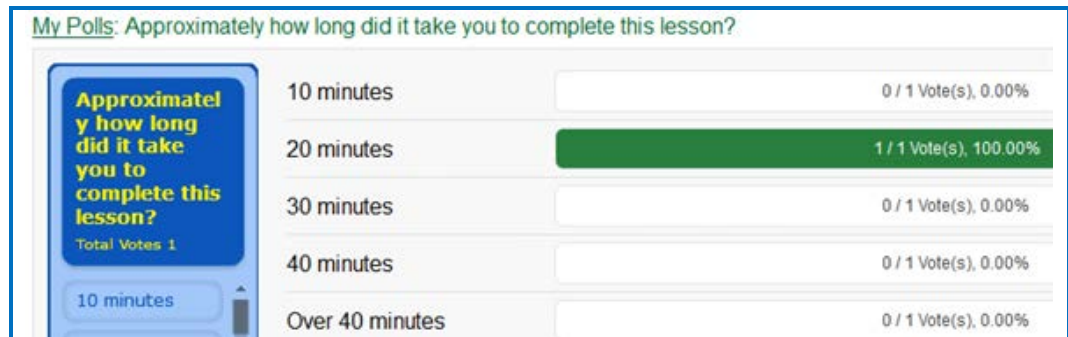 My Polls: Approximately how long did it take you to complete this lesson?
Approximatel
y how long
did it take
you to
complete this
lesson?
Total Votes 1
10 minutes
10 minutes 0 / 1 Vote(s), 0.00%
20 minutes 1 / 1 Vote(s), 100.00%
30 minutes 0 / 1 Vote(s), 0.00%
40 minutes 0 / 1 Vote(s), 0.00%
Over 40 minutes 0 / 1 Vote(s), 0.00%